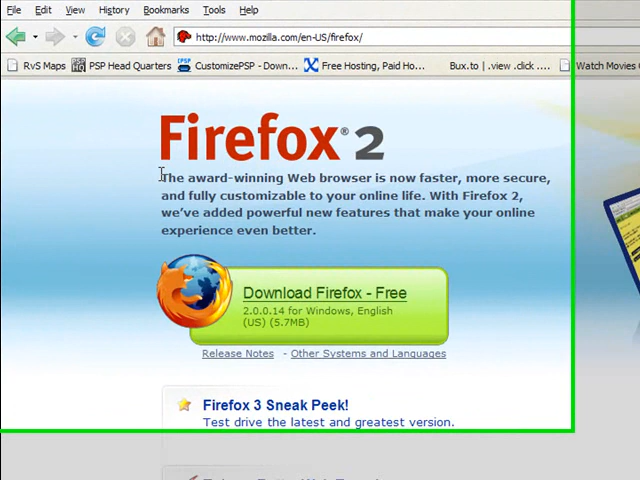 File Edit View History Bookmarks Tools Help
http://www.mozilla.com/en-US/firefox/
RvS Maps PSP Head Quarters CustomizePSP - Down... Free Hosting, Paid Ho... Bux.to | .view .click .... Watch Movies
Firefox® 2
The award-winning Web browser is now faster, more secure,
and fully customizable to your online life. With Firefox 2,
we've added powerful new features that make your online
experience even better.
Download Firefox - Free
2.0.0.14 for Windows, English
(US) (5.7MB)
Release Notes - Other Systems and Languages
Firefox 3 Sneak Peek!
Test drive the latest and greatest version.